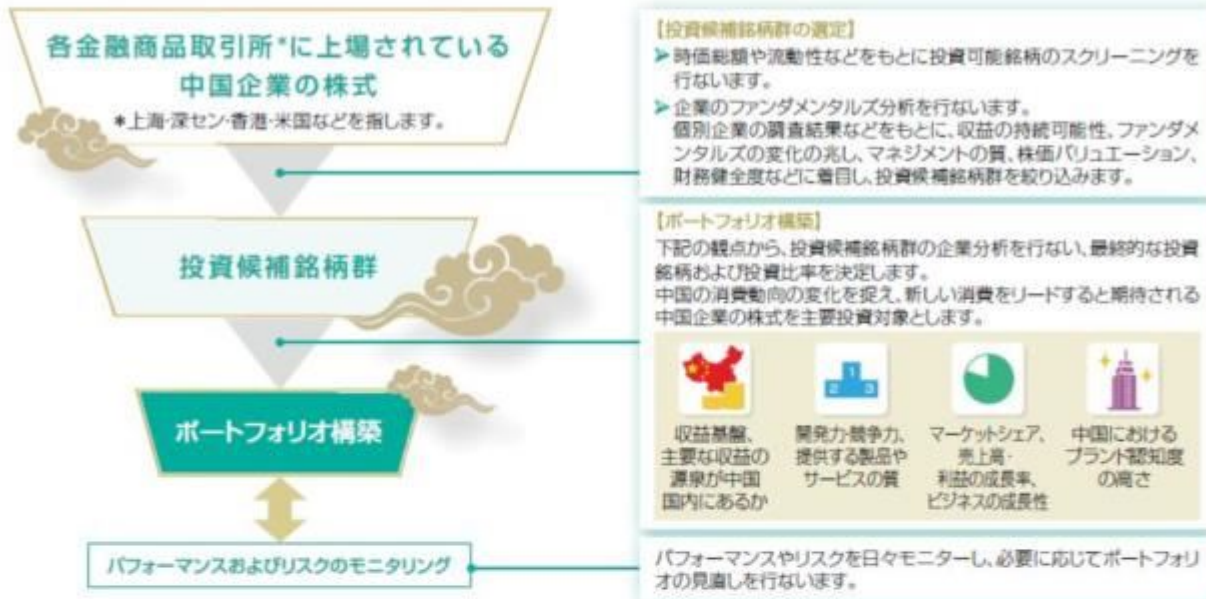 各金融商品取引所*に上場されている
中国企業の株式
*上海・深セン・香港・米国などを指します。
【投資候補銘柄群の選定】
➤時価総額や流動性などをもとに投資可能銘柄のスクリーニングを
行ないます。
➤企業のファンダメンタルズ分析を行ないます。
個別企業の調査結果などをもとに、収益の持続可能性、ファンダメ
ンタルズの変化の兆し、マネジメントの質、株価バリュエーション、
財務健全度などに着目し、投資候補銘柄群を絞り込みます。
投資候補銘柄群
【ポートフォリオ構築】
下記の観点から、投資候補銘柄群の企業分析を行ない、最終的な投資
銘柄および投資比率を決定します。
中国の消費動向の変化を捉え、新しい消費をリードすると期待される
中国企業の株式を主要投資対象とします。
1
2 3
収益基盤、
主要な収益の
源泉が中国
国内にあるか
開発力・競争力、
提供する製品や
サービスの質
マーケットシェア、
売上高・
利益の成長率、
ビジネスの成長性
中国における
ブランド認知度
の高さ
ポートフォリオ構築
パフォーマンスおよびリスクのモニタリング
パフォーマンスやリスクを日々モニターし、必要に応じてポートフォリ
オの見直しを行ないます。